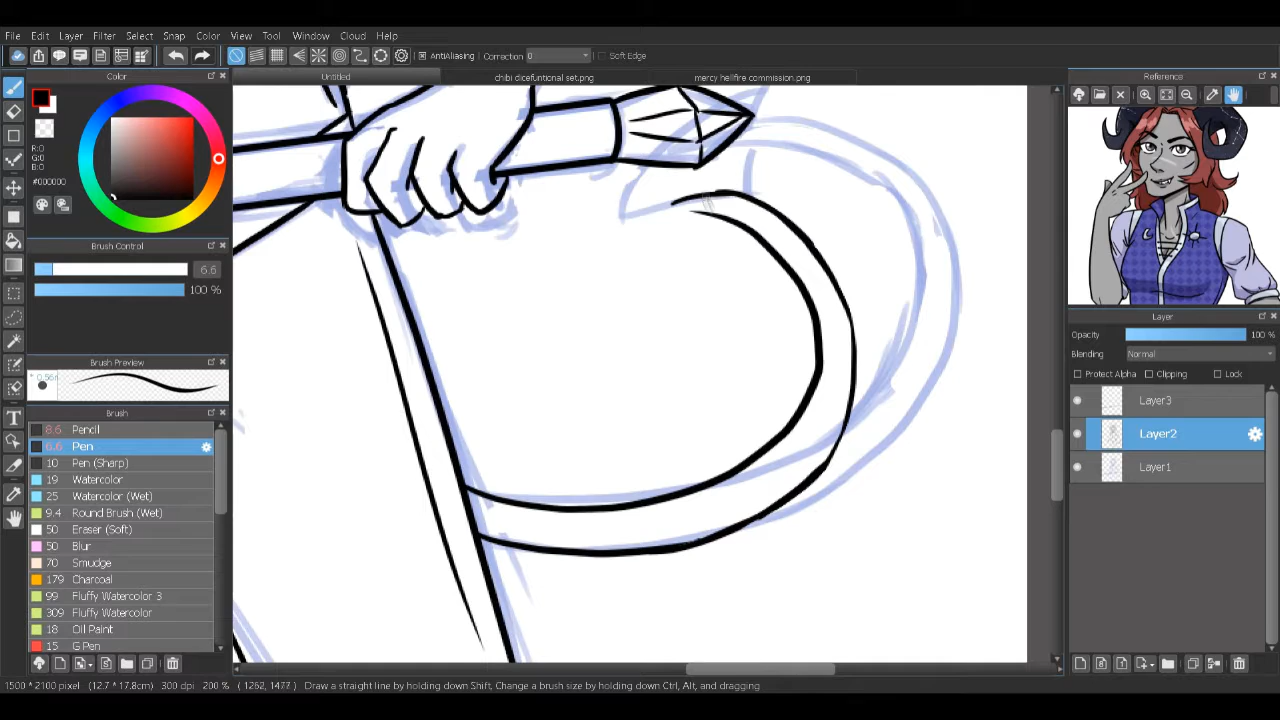 File Edit Layer Filter Select Snap Color View Tool Window Cloud Help
AntiAliasing Correction 0 Soft Edge
Color
Untitled
chibi dicefuntional set.png
mercy hellfire commission.png
Reference
R:0
G:0
B:0
#000000
Brush Control
6.6
100 %
Brush Preview
Brush
8.6 Pencil
6.6 Pen
10 Pen (Sharp)
19 Watercolor
25 Watercolor (Wet)
9.4 Round Brush (Wet)
50 Eraser (Soft)
50 Blur
70 Smudge
179 Charcoal
99 Fluffy Watercolor 3
309 Fluffy Watercolor
18 Oil Paint
15 G Pen
Layer
Opacity 100 %
Blending Normal
Protect Alpha Clipping Lock
Layer3
Layer2
Layer1
1500 * 2100 pixel (12.7 * 17.8cm) 300 dpi 200 % ( 1262, 1477 ) Draw a straight line by holding down Shift, Change a brush size by holding down Ctrl, Alt, and dragging